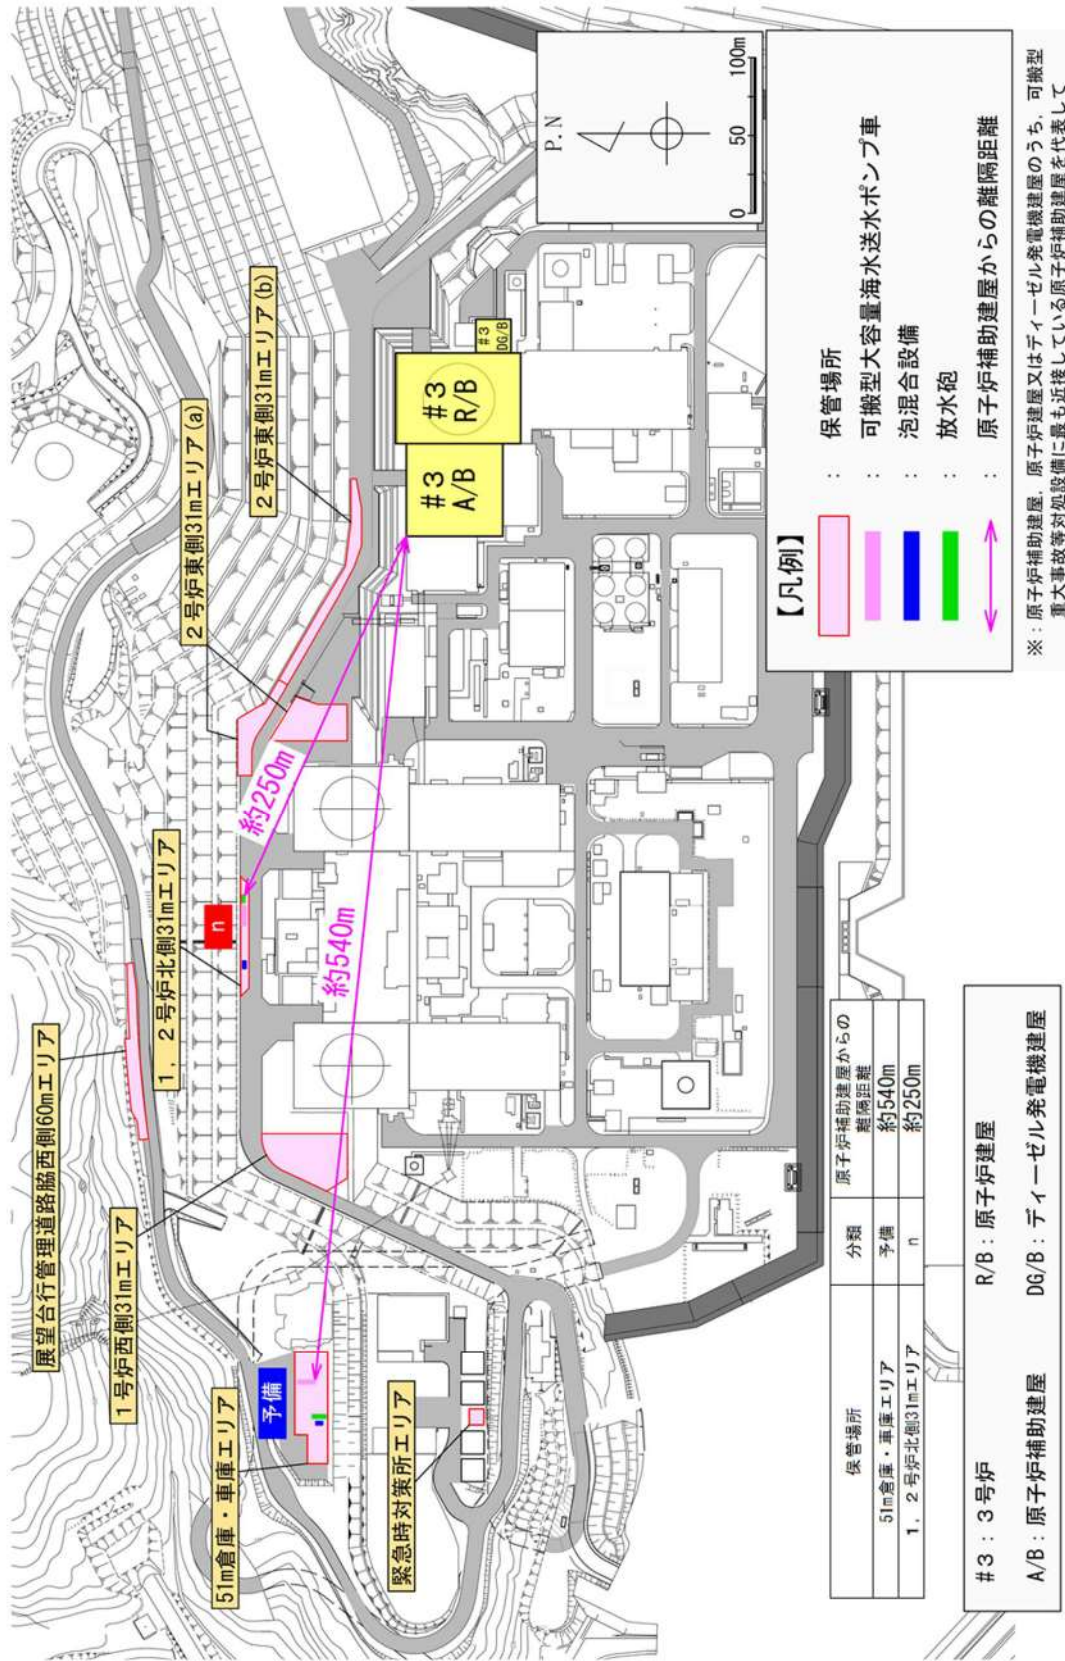 展望台行管理道路脇西側60mエリア
1号炉西側31mエリア
51m倉庫・車庫エリア
予備
緊急時対策所エリア
1，2号炉北側31mエリア
n
2号炉東側31mエリア(a)
2号炉東側31mエリア(b)
約250m
約540m
#3
A/B
#3
R/B
#3
DG/B
P.N
0 50 100m
【凡例】
： 保管場所
： 可搬型大容量海水送水ポンプ車
： 泡混合設備
： 放水砲
： 原子炉補助建屋からの離隔距離
※：原子炉補助建屋，原子炉建屋又はディーゼル発電機建屋のうち，可搬型
重大事故等対処設備に最も近接している原子炉補助建屋を代表して
保管場所 分類 原子炉補助建屋からの
離隔距離
51m倉庫・車庫エリア 予備 約540m
1，2号炉北側31mエリア n 約250m
#3：3号炉 R/B：原子炉建屋
A/B：原子炉補助建屋 DG/B：ディーゼル発電機建屋